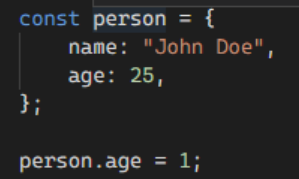 const person = {
    name: "John Doe",
    age: 25,
};

person.age = 1;